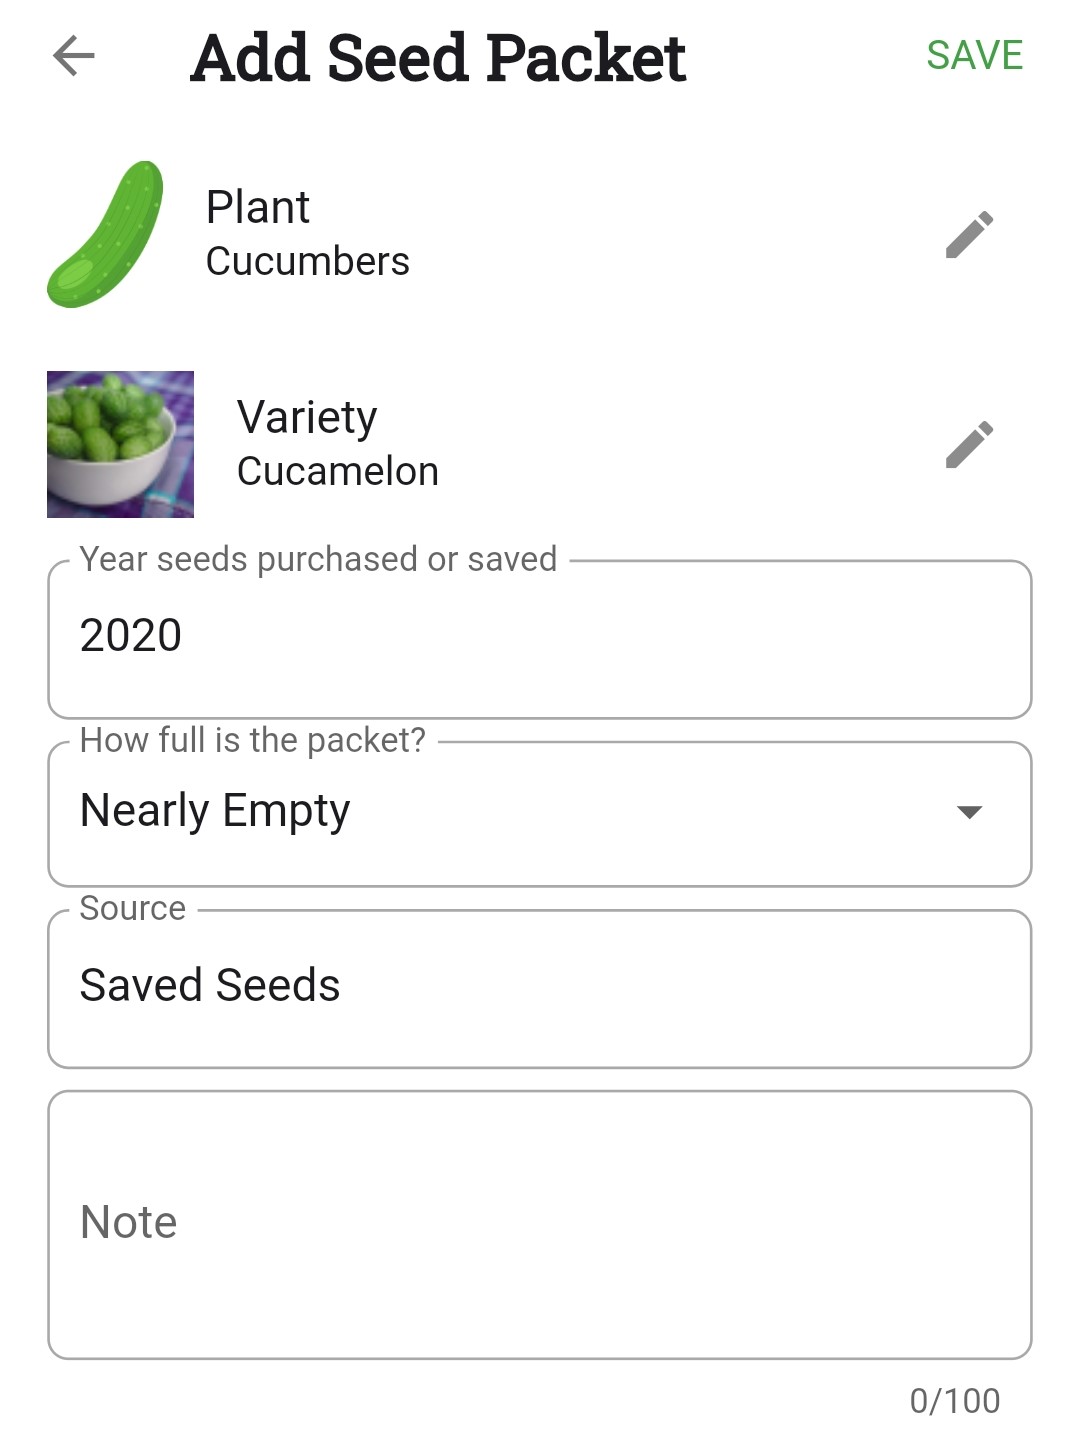 Add Seed Packet
SAVE
Plant
Cucumbers
Variety
Cucamelon
Year seeds purchased or saved
2020
How full is the packet?
Nearly Empty
Source
Saved Seeds
Note
0/100